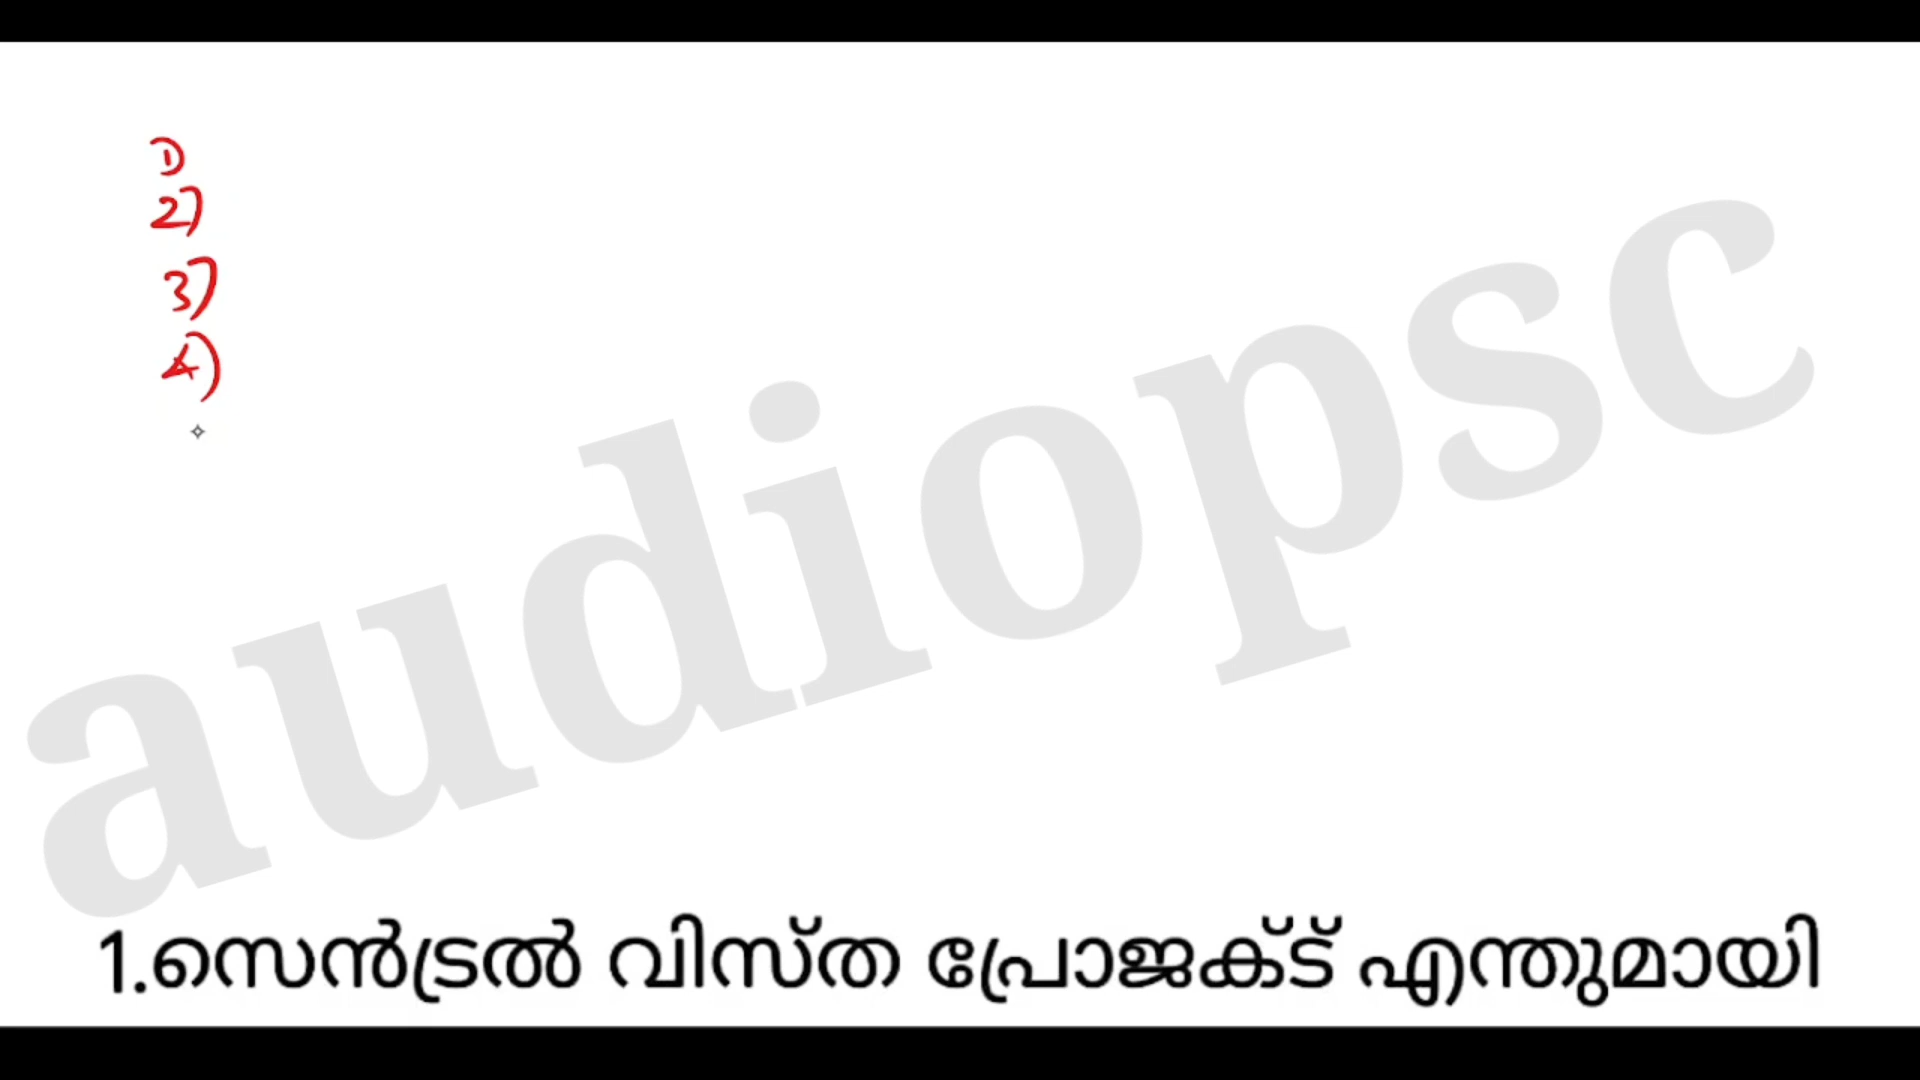 1)
2)
3)
4)
audiopsc
1.സെൻട്രൽ വിസ്ത പ്രോജക്ട് എന്തുമായി